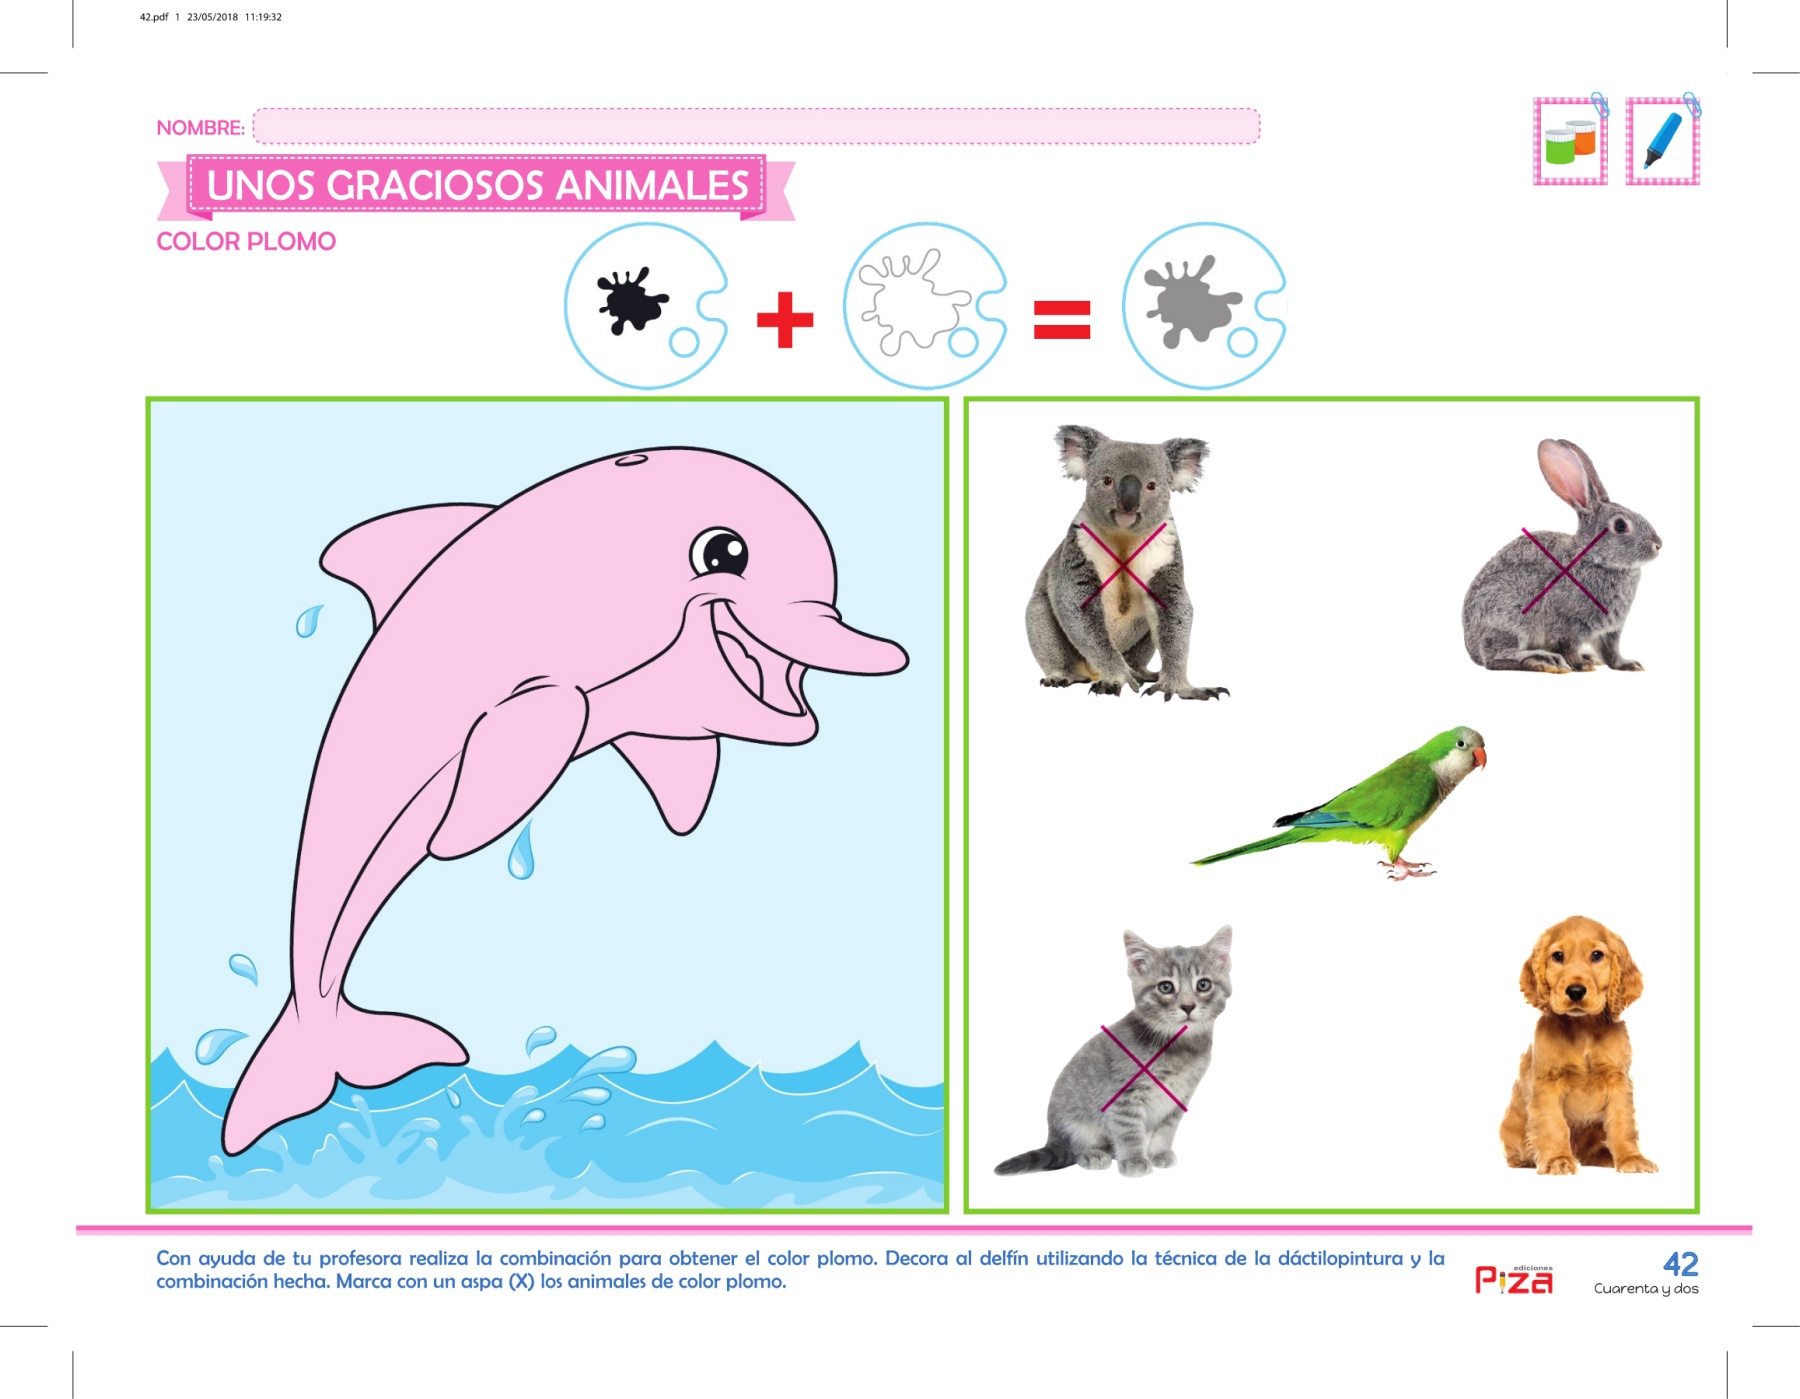 42.pdf 1 23/05/2018 11:19:32
NOMBRE:
UNOS GRACIOSOS ANIMALES
COLOR PLOMO
Con ayuda de tu profesora realiza la combinación para obtener el color plomo. Decora al delfín utilizando la técnica de la dáctilopintura y la
combinación hecha. Marca con un aspa (X) los animales de color plomo.
ediciones
Piza
42
Cuarenta y dos